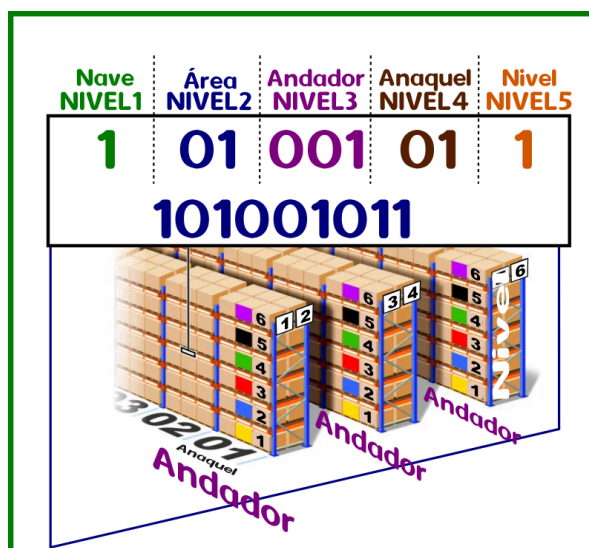 Nave Área Andador Anaquel Nivel
NIVEL1 NIVEL2 NIVEL3 NIVEL4 NIVEL5
1 01 001 01 1
101001011
6 1 2
5
4
3
2
1
6 3 4
5
4
3
2
1
6 6
5
4
3
2
1
Nivel
03 02 01
Anaquel
Andador
Andador
Andador